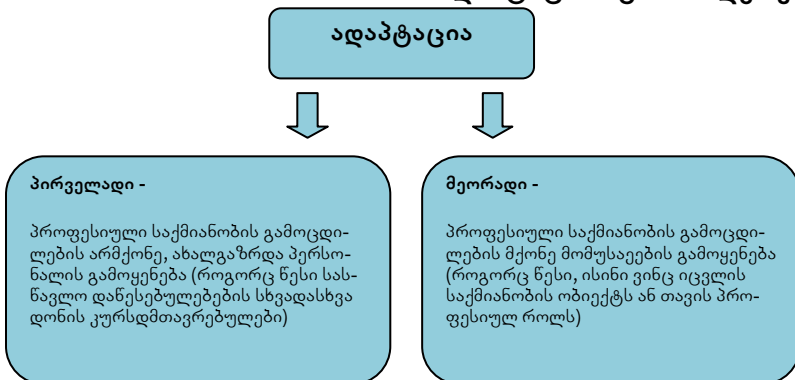 ადაპტაცია
პირველადი -
პროფესიული საქმიანობის გამოცდი-
ლების არმქონე, ახალგაზრდა პერსო-
ნალის გამოყენება (როგორც წესი სას-
წავლო დაწესებულებების სხვადასხვა
დონის კურსდმთავრებულები)
მეორადი -
პროფესიული საქმიანობის გამოცდი-
ლების მქონე მომუსაეების გამოყენება
(როგორც წესი, ისინი ვინც იცვლის
საქმიანობის ობიექტს ან თავის პრო-
ფესიულ როლს)